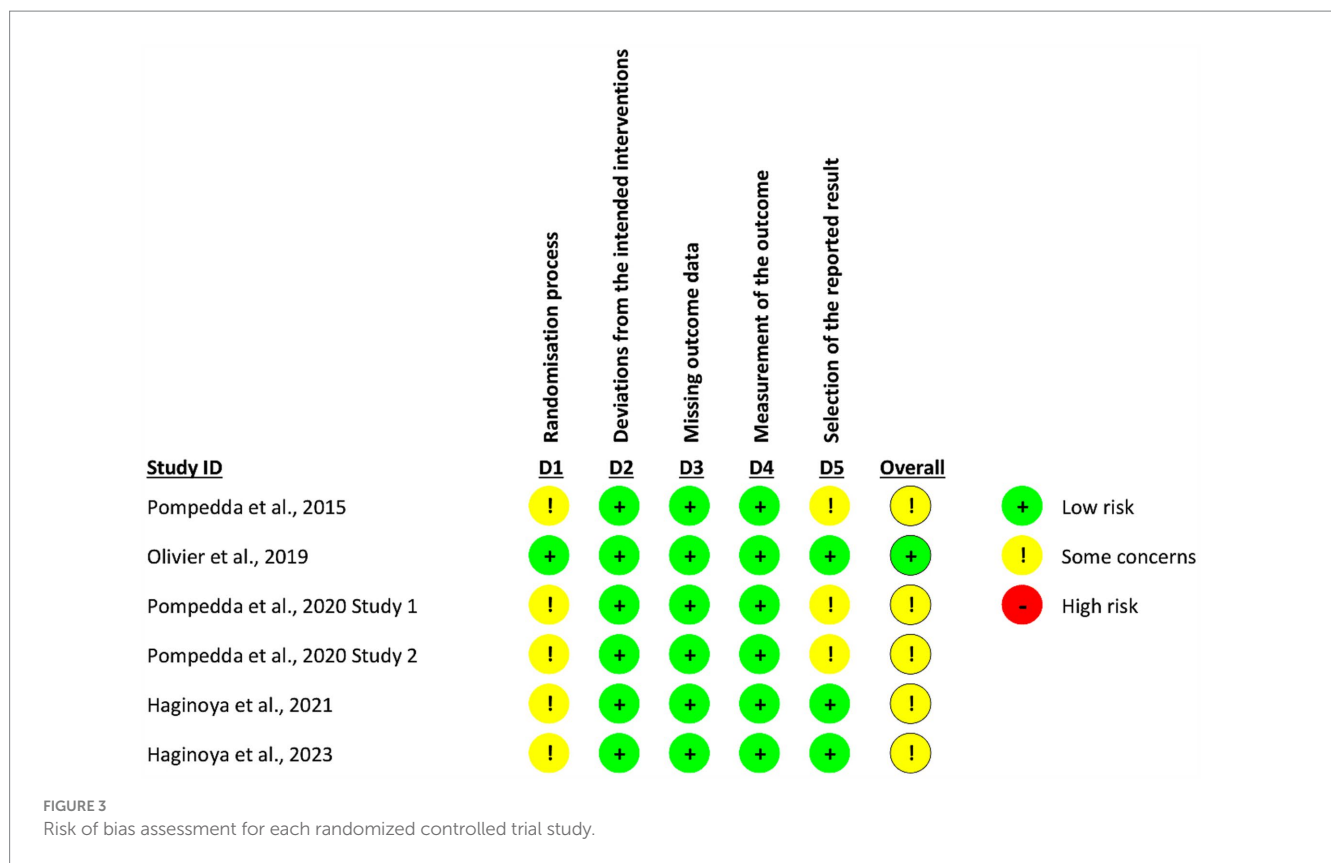 Randomisation process
Deviations from the intended interventions
Missing outcome data
Measurement of the outcome
Selection of the reported result
Study ID D1 D2 D3 D4 D5 Overall
Pompedda et al., 2015 ! + + + ! ! + Low risk
Olivier et al., 2019 + + + + + + ! Some concerns
Pompedda et al., 2020 Study 1 ! + + + ! ! - High risk
Pompedda et al., 2020 Study 2 ! + + + ! !
Haginoya et al., 2021 ! + + + + !
Haginoya et al., 2023 ! + + + + !
FIGURE 3
Risk of bias assessment for each randomized controlled trial study.